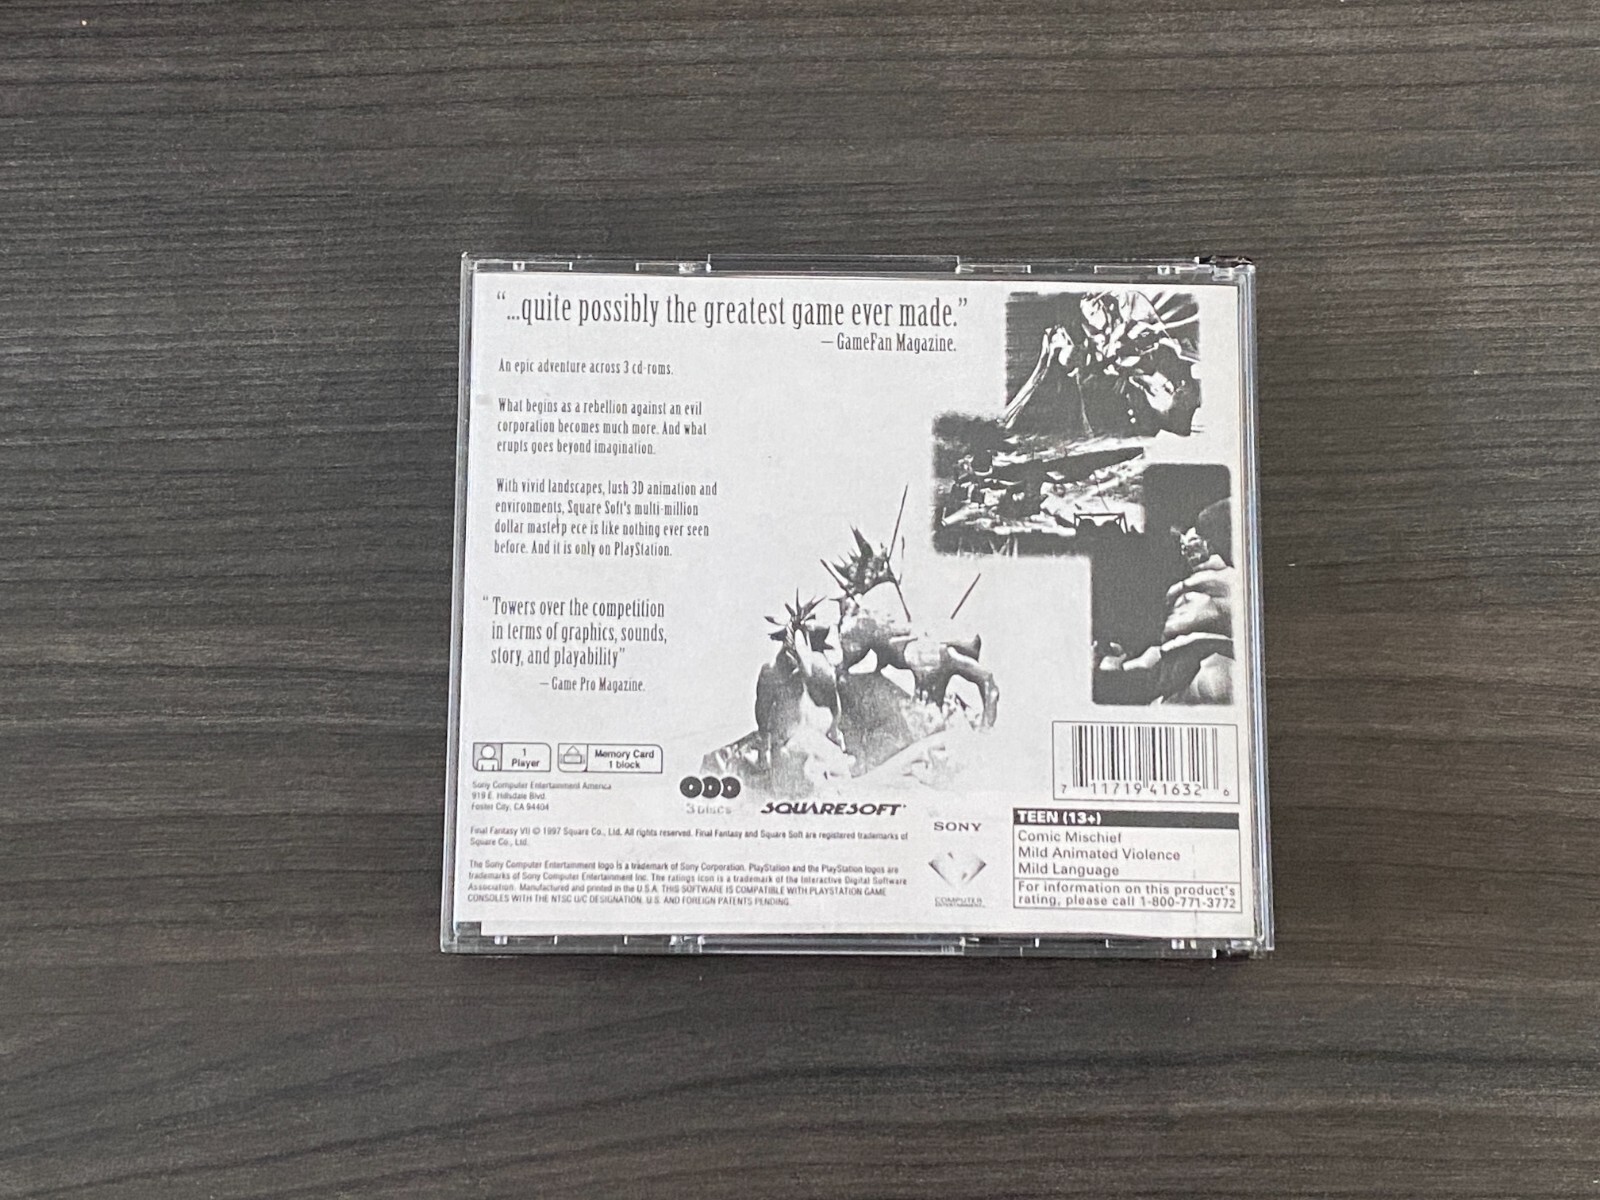 “...quite possibly the greatest game ever made.”
— GameFan Magazine.
An epic adventure across 3 cd-roms.
What begins as a rebellion against an evil
corporation becomes much more. And what
erupts goes beyond imagination.
With vivid landscapes, lush 3D animation and
environments, Square Soft's multi-million
dollar masterp ece is like nothing ever seen
before. And it is only on PlayStation.
“Towers over the competition
in terms of graphics, sounds,
story, and playability”
— Game Pro Magazine.
1
Player
Memory Card
1 block
Sony Computer Entertainment America
919 E. Hillsdale Blvd.
Foster City, CA 94404
3 DISCS
SQUARESOFT
Final Fantasy VII © 1997 Square Co., Ltd. All rights reserved. Final Fantasy and Square Soft are registered trademarks of
Square Co., Ltd.
The Sony Computer Entertainment logo is a trademark of Sony Corporation. PlayStation and the PlayStation logos are
trademarks of Sony Computer Entertainment Inc. The ratings icon is a trademark of the Interactive Digital Software
Association. Manufactured and printed in the U.S.A. THIS SOFTWARE IS COMPATIBLE WITH PLAYSTATION GAME
CONSOLES WITH THE NTSC U/C DESIGNATION. U.S. AND FOREIGN PATENTS PENDING.
SONY
COMPUTER
ENTERTAINMENT
7 11719 41632 6
TEEN (13+)
Comic Mischief
Mild Animated Violence
Mild Language
For information on this product's
rating, please call 1-800-771-3772